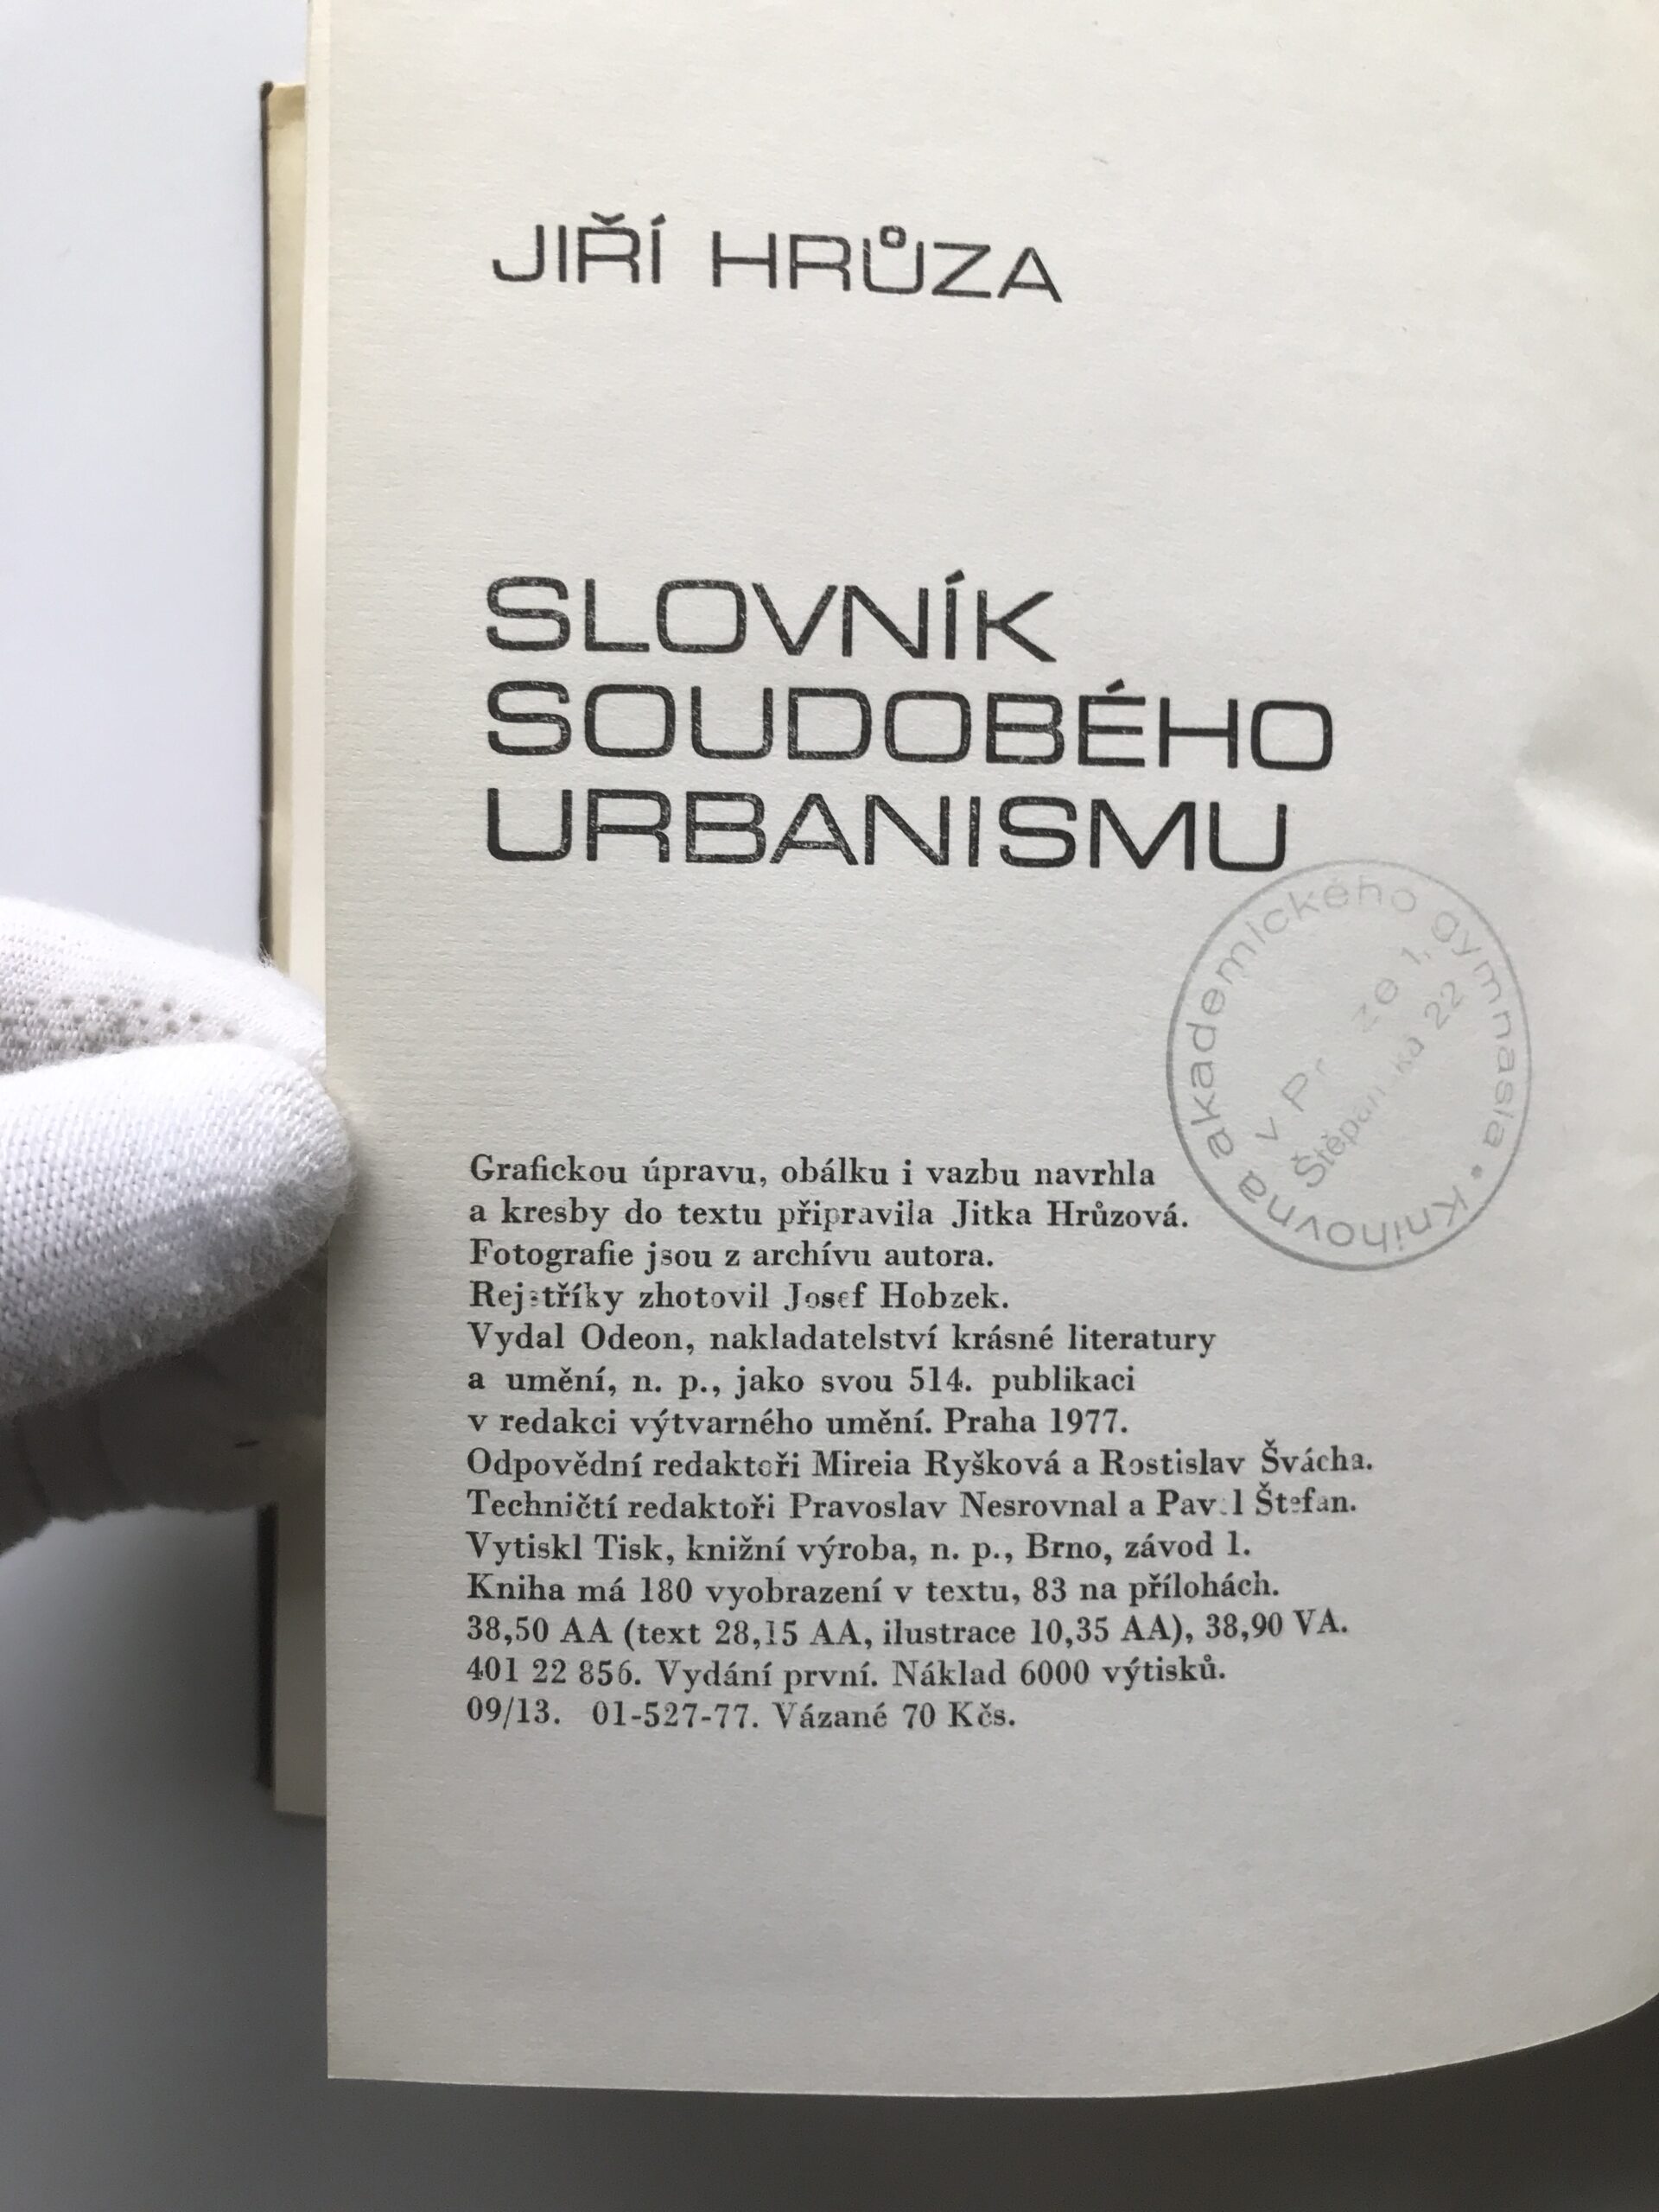 JIŘÍ HRŮZA
SLOVNÍK
SOUDOBÉHO
URBANISMU
Knihovna akademického gymnasia •
v 1,
22
Grafickou úpravu, obálku i vazbu navrhla
a kresby do textu připravila Jitka Hrůzová.
Fotografie jsou z archívu autora.
Rejstříky zhotovil Josef Hobzek.
Vydal Odeon, nakladatelství krásné literatury
a umění, n. p., jako svou 514. publikaci
v redakci výtvarného umění. Praha 1977.
Odpovědní redaktoři Mireia Ryšková a Rostislav Švácha.
Techničtí redaktoři Pravoslav Nesrovnal a Pavel Štefan.
Vytiskl Tisk, knižní výroba, n. p., Brno, závod 1.
Kniha má 180 vyobrazení v textu, 83 na přílohách.
38,50 AA (text 28,15 AA, ilustrace 10,35 AA), 38,90 VA.
401 22 856. Vydání první. Náklad 6000 výtisků.
09/13. 01-527-77. Vázané 70 Kčs.